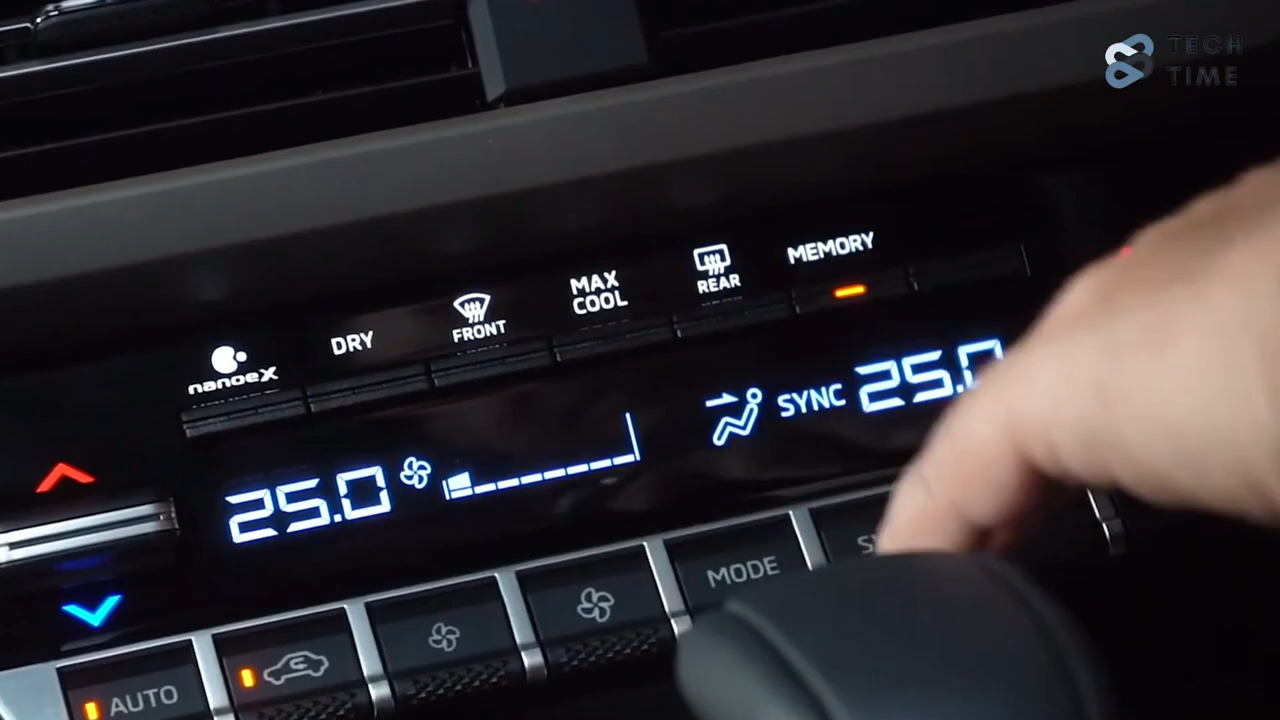 TECH
TIME
nanoeX
DRY
FRONT
MAX
COOL
REAR
MEMORY
25.0
SYNC
25.0
AUTO
MODE